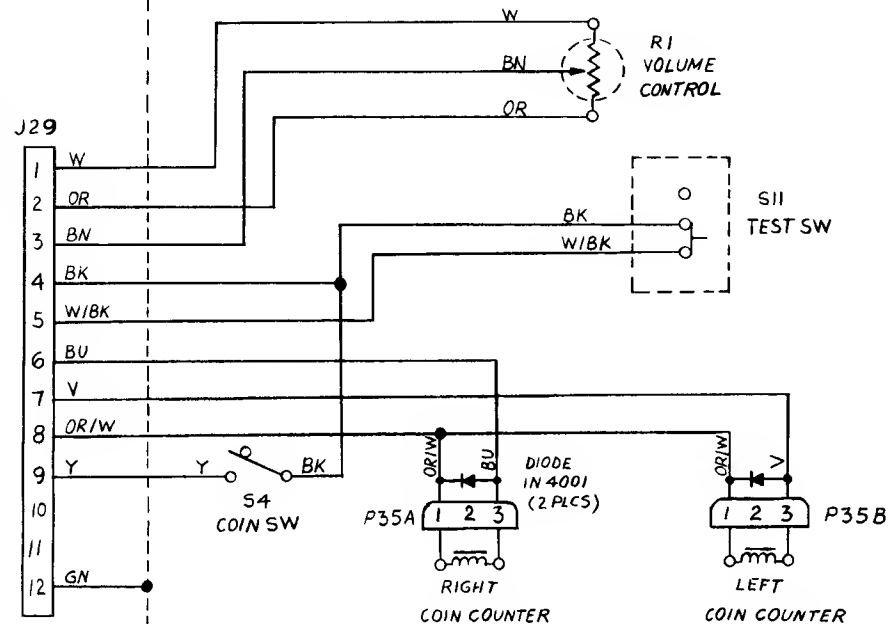 W
R1
BN
VOLUME
CONTROL
OR
J29
1 W
2 OR
3 BN
4 BK
5 W/BK
6 BU
7 V
8 OR/W
9 Y
10
11
12 GN
BK
S11
TEST SW
W/BK
Y
BK
S4
COIN SW
OR/W
BU
DIODE
IN 4001
(2 PLCS)
OR/W
V
P35A
1 2 3
1 2 3
P35B
RIGHT
COIN COUNTER
LEFT
COIN COUNTER